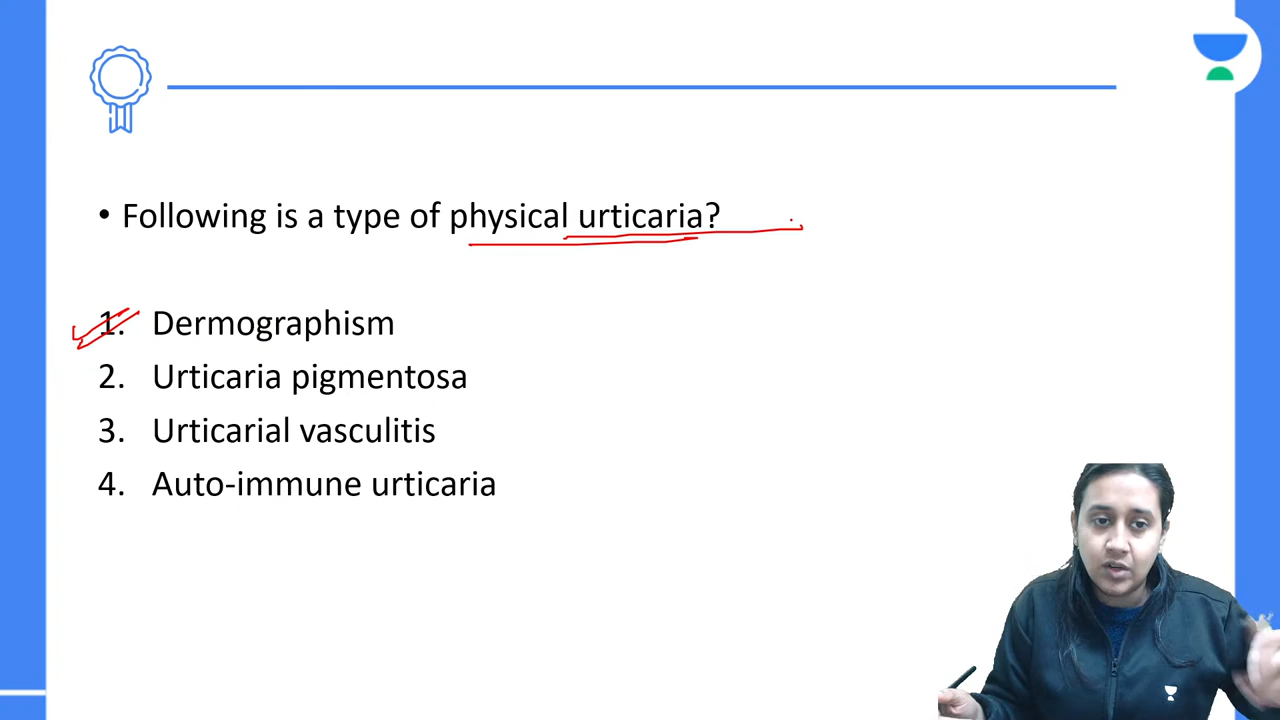 • Following is a type of physical urticaria?
1. Dermographism
2. Urticaria pigmentosa
3. Urticarial vasculitis
4. Auto-immune urticaria